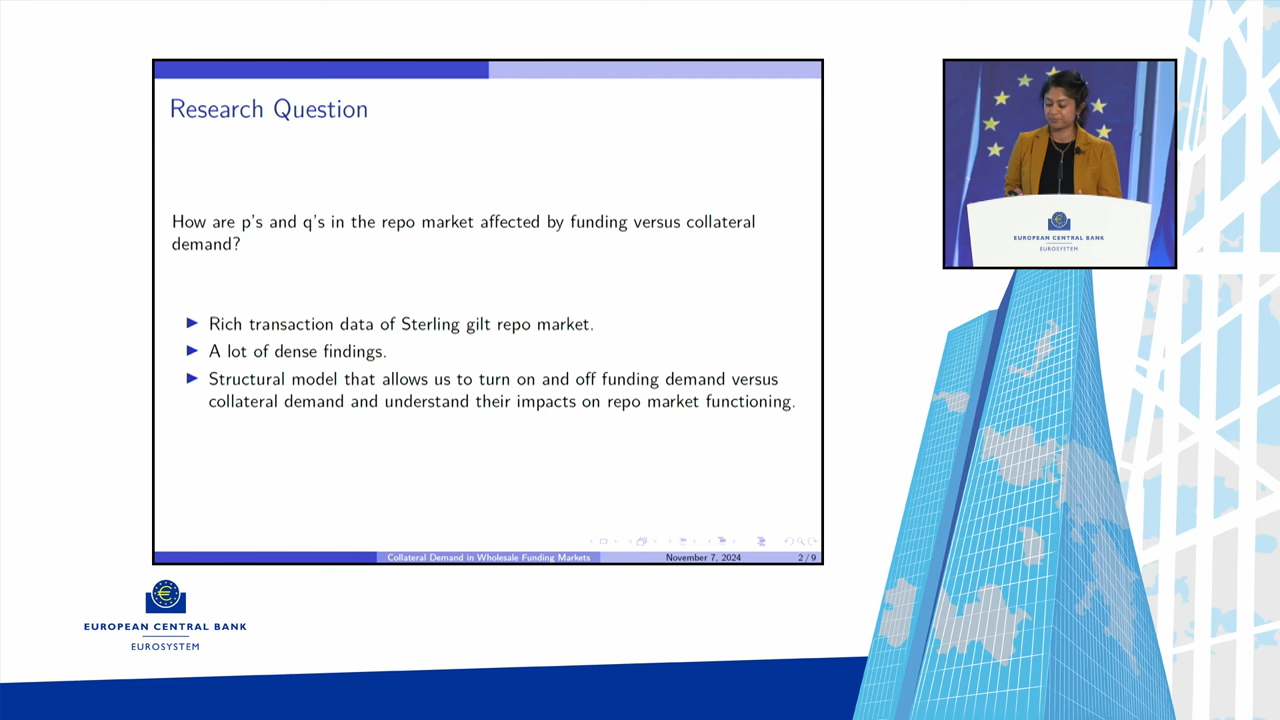 Research Question
How are p's and q's in the repo market affected by funding versus collateral
demand?
Rich transaction data of Sterling gilt repo market.
A lot of dense findings.
Structural model that allows us to turn on and off funding demand versus
collateral demand and understand their impacts on repo market functioning.
Collateral Demand in Wholesale Funding Markets
November 7, 2024
2 / 9
EUROPEAN CENTRAL BANK
EUROSYSTEM
EUROPEAN CENTRAL BANK
EUROSYSTEM